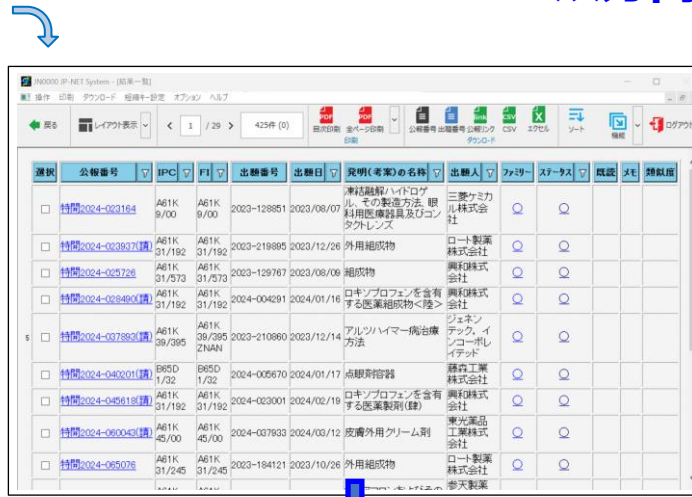 JN0000 JP-NET System - [結果一覧]
操作 印刷 ダウンロード 短縮キー設定 オプション ヘルプ
戻る レイアウト表示 1 / 29 425件 (0) 目次印刷 全ページ印刷 公報番号 出願番号 公報リンク CSV エクセル ソート 機能 ログアウト
印刷 ダウンロード
選択 公報番号 IPC FI 出願番号 出願日 発明(考案)の名称 出願人 ファミリー ステータス 既読 メモ 類似度
特開2024-023164 A61K 9/00 A61K 9/00 2023-128851 2023/08/07 凍結融解ハイドロゲル、その製造方法、眼科用医療器具及びコンタクトレンズ 三菱ケミカル株式会社 ○ ○
特開2024-023937(請) A61K 31/192 A61K 31/192 2023-219895 2023/12/26 外用組成物 ロート製薬株式会社 ○ ○
特開2024-025726 A61K 31/573 A61K 31/573 2023-129767 2023/08/09 組成物 興和株式会社 ○ ○
特開2024-028490(請) A61K 31/192 A61K 31/192 2024-004291 2024/01/16 ロキソプロフェンを含有する医薬組成物<陸> 興和株式会社 ○ ○
5 特開2024-037893(請) A61K 39/395 A61K 39/395 ZNAN 2023-210860 2023/12/14 アルツハイマー病治療方法 ジェネンテック、インコーポレイテッド ○ ○
特開2024-040201(請) B65D 1/32 B65D 1/32 2024-005670 2024/01/17 点眼剤容器 藤森工業株式会社 ○ ○
特開2024-045618(請) A61K 31/192 A61K 31/192 2024-023001 2024/02/19 ロキソプロフェンを含有する医薬製剤(肆) 興和株式会社 ○ ○
特開2024-060043(請) A61K 45/00 A61K 45/00 2024-037933 2024/03/12 皮膚外用クリーム剤 東光薬品工業株式会社 ○ ○
特開2024-065076 A61K 31/245 A61K 31/245 2023-184121 2023/10/26 外用組成物 ロート製薬株式会社 ○ ○
参天製薬